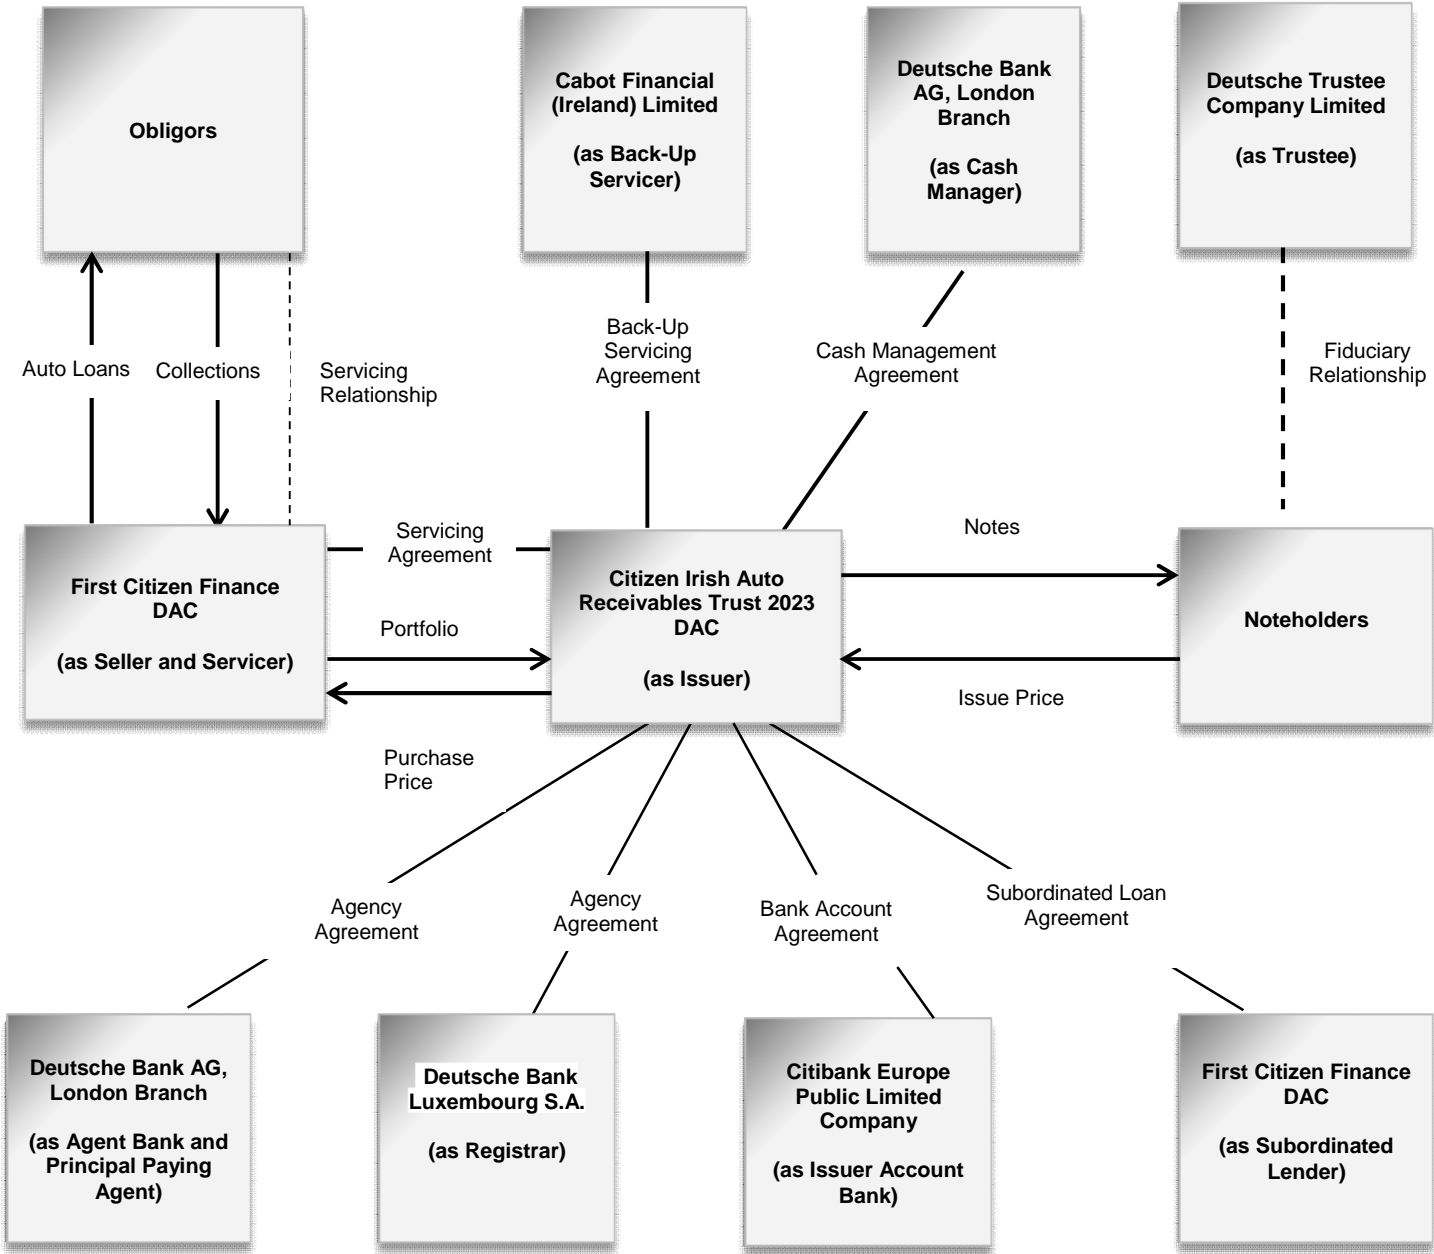 Obligors
Cabot Financial
(Ireland) Limited
(as Back-Up
Servicer)
Deutsche Bank
AG, London
Branch
(as Cash
Manager)
Deutsche Trustee
Company Limited
(as Trustee)
Auto Loans
Collections
Servicing
Relationship
Back-Up
Servicing
Agreement
Cash Management
Agreement
Fiduciary
Relationship
First Citizen Finance
DAC
(as Seller and Servicer)
Servicing
Agreement
Portfolio
Purchase
Price
Citizen Irish Auto
Receivables Trust 2023
DAC
(as Issuer)
Notes
Issue Price
Noteholders
Agency
Agreement
Agency
Agreement
Bank Account
Agreement
Subordinated Loan
Agreement
Deutsche Bank AG,
London Branch
(as Agent Bank and
Principal Paying
Agent)
Deutsche Bank
Luxembourg S.A.
(as Registrar)
Citibank Europe
Public Limited
Company
(as Issuer Account
Bank)
First Citizen Finance
DAC
(as Subordinated
Lender)